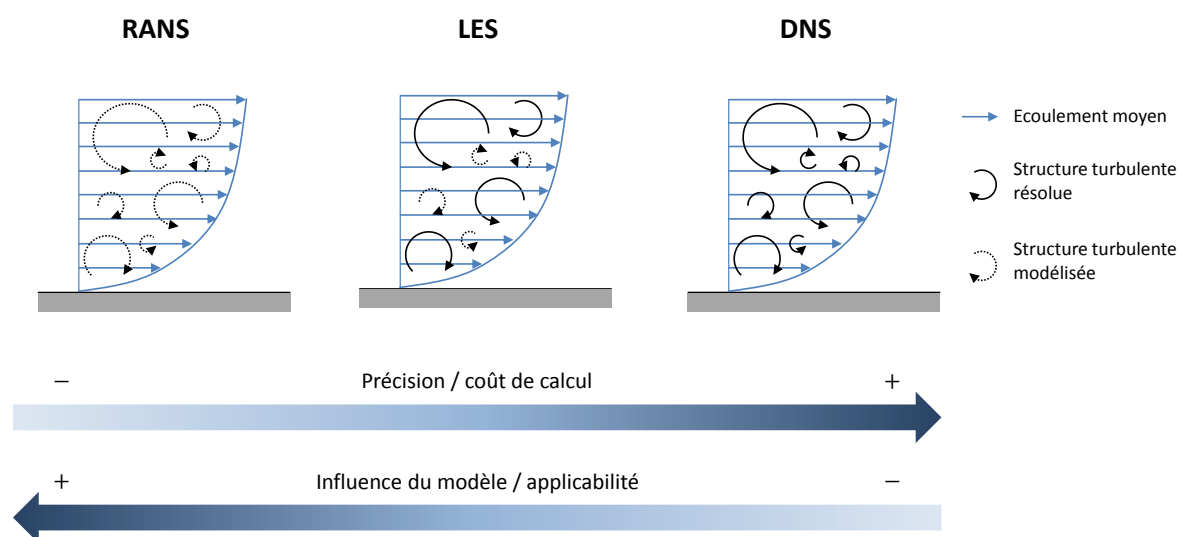 RANS
LES
DNS
Ecoulement moyen
Structure turbulente
résolue
Structure turbulente
modélisée
− Précision / coût de calcul +
+ Influence du modèle / applicabilité −